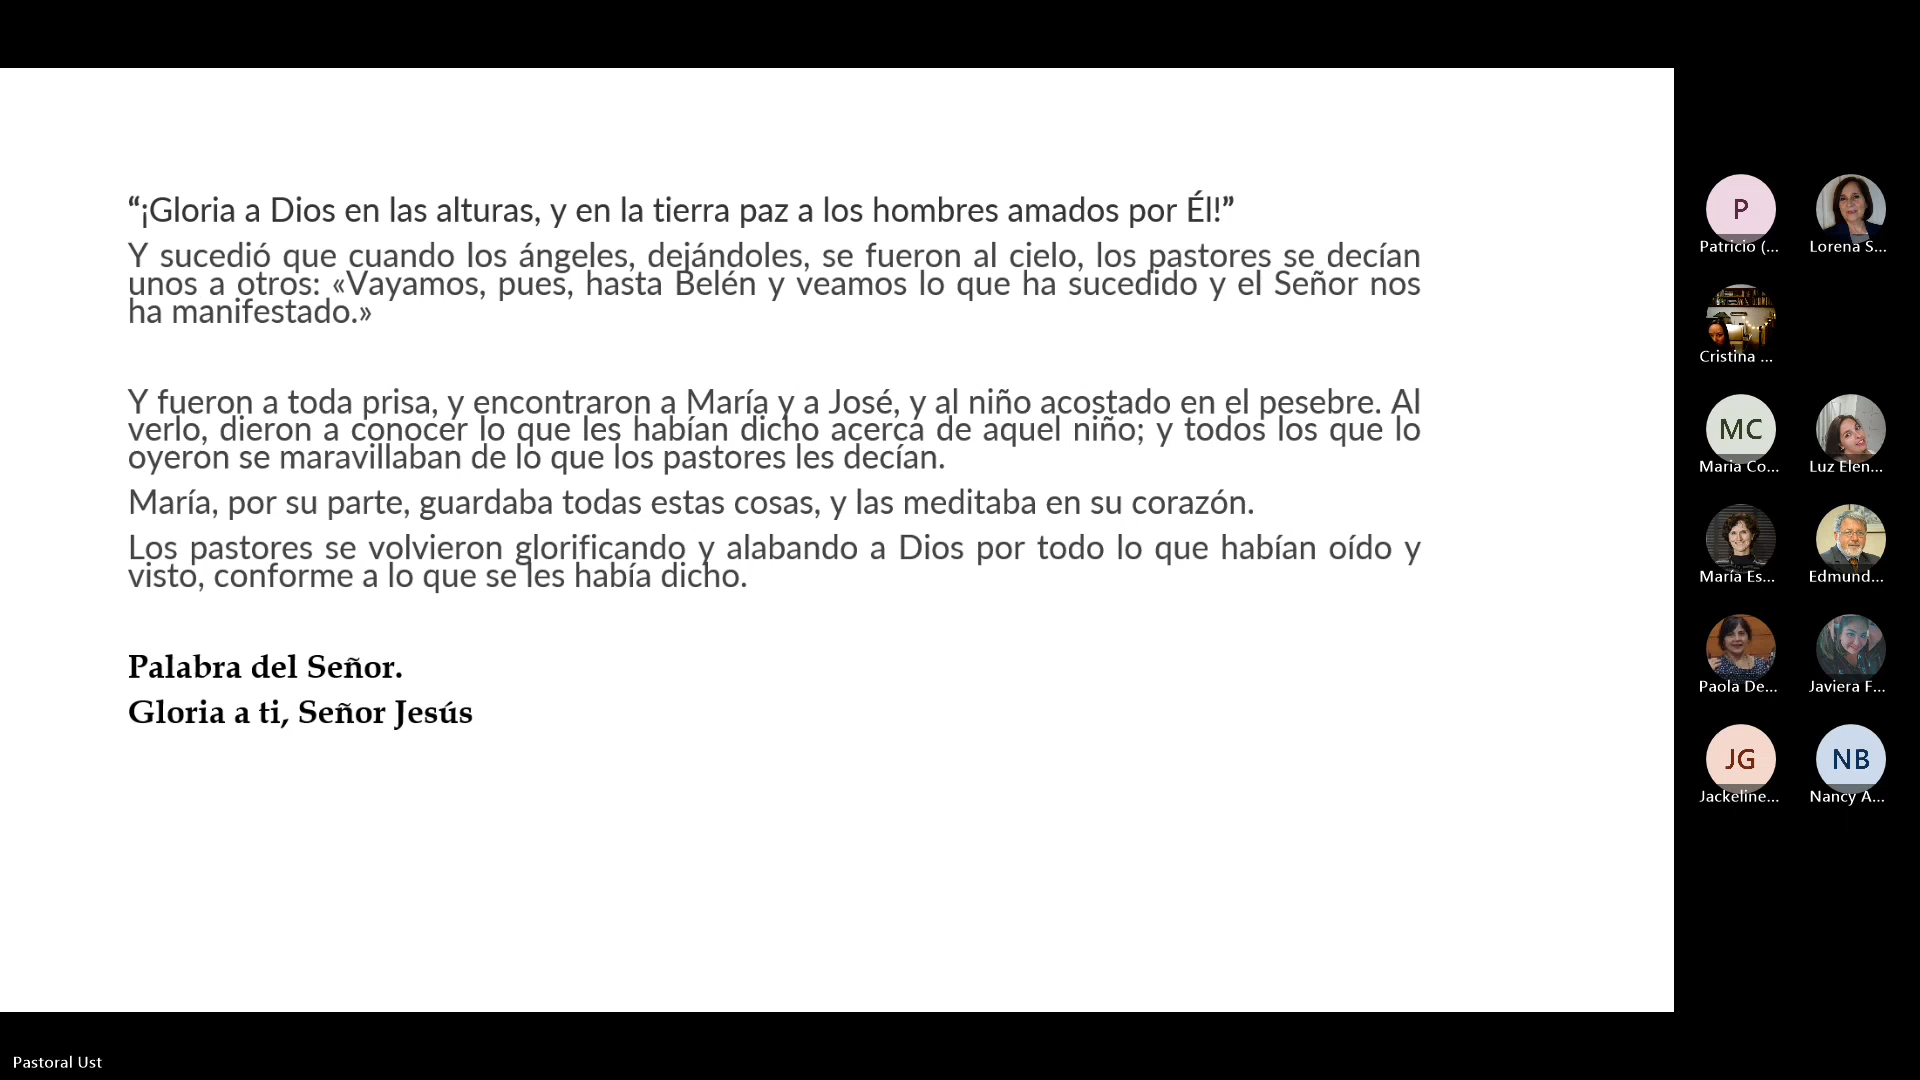 “¡Gloria a Dios en las alturas, y en la tierra paz a los hombres amados por Él!”
Y sucedió que cuando los ángeles, dejándoles, se fueron al cielo, los pastores se decían
unos a otros: «Vayamos, pues, hasta Belén y veamos lo que ha sucedido y el Señor nos
ha manifestado.»
Y fueron a toda prisa, y encontraron a María y a José, y al niño acostado en el pesebre. Al
verlo, dieron a conocer lo que les habían dicho acerca de aquel niño; y todos los que lo
oyeron se maravillaban de lo que los pastores les decían.
María, por su parte, guardaba todas estas cosas, y las meditaba en su corazón.
Los pastores se volvieron glorificando y alabando a Dios por todo lo que habían oído y
visto, conforme a lo que se les había dicho.
Palabra del Señor.
Gloria a ti, Señor Jesús
P
Patricio (...
Lorena S...
Cristina ...
MC
Maria Co...
Luz Elen...
María Es...
Edmund...
Paola De...
Javiera F...
JG
Jackeline...
NB
Nancy A...
Pastoral Ust